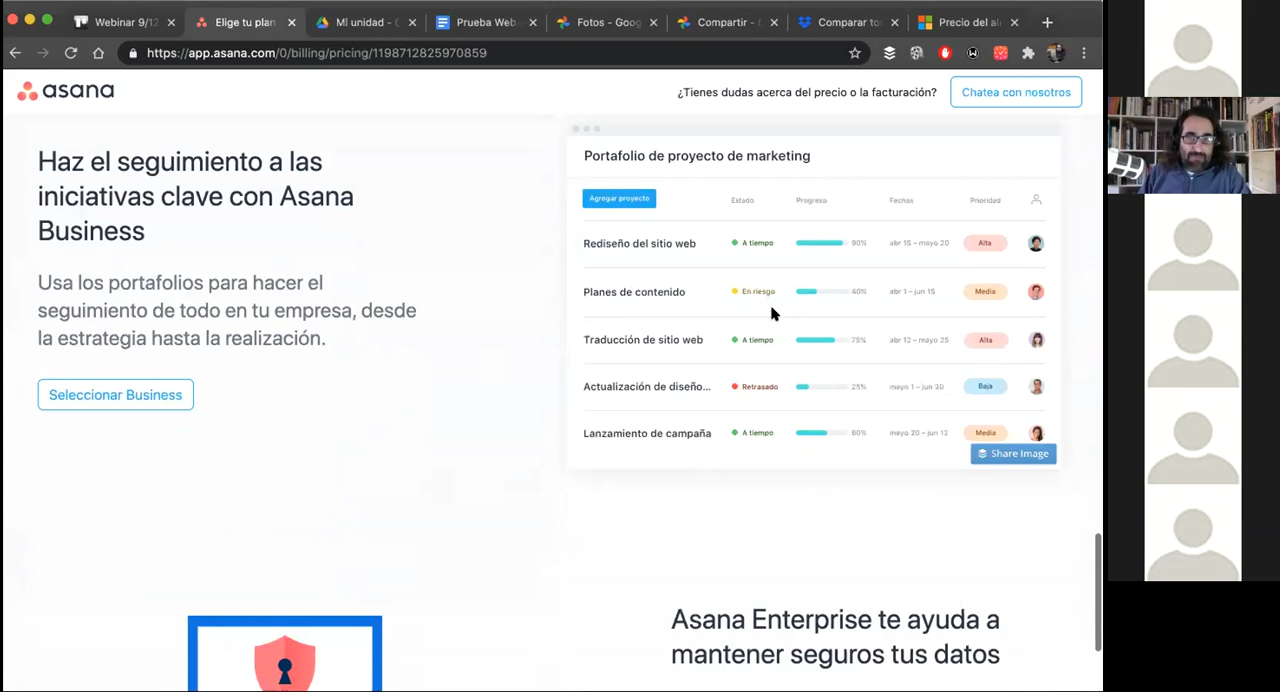 Webinar 9/12
Elige tu plan
Mi unidad - G
Prueba Web
Fotos - Goog
Compartir - G
Comparar to
Precio del al
https://app.asana.com/0/billing/pricing/1198712825970859
asana
¿Tienes dudas acerca del precio o la facturación?
Chatea con nosotros
Haz el seguimiento a las
iniciativas clave con Asana
Business
Usa los portafolios para hacer el
seguimiento de todo en tu empresa, desde
la estrategia hasta la realización.
Seleccionar Business
Portafolio de proyecto de marketing
Agregar proyecto
Estado Progreso Fechas Prioridad
Rediseño del sitio web A tiempo 90% abr 15 – mayo 20 Alta
Planes de contenido En riesgo 40% abr 1 – jun 15 Media
Traducción de sitio web A tiempo 75% abr 12 – mayo 25 Alta
Actualización de diseño... Retrasado 25% mayo 1 – jun 30 Baja
Lanzamiento de campaña A tiempo 60% mayo 20 – jun 12 Media
Share Image
Asana Enterprise te ayuda a
mantener seguros tus datos